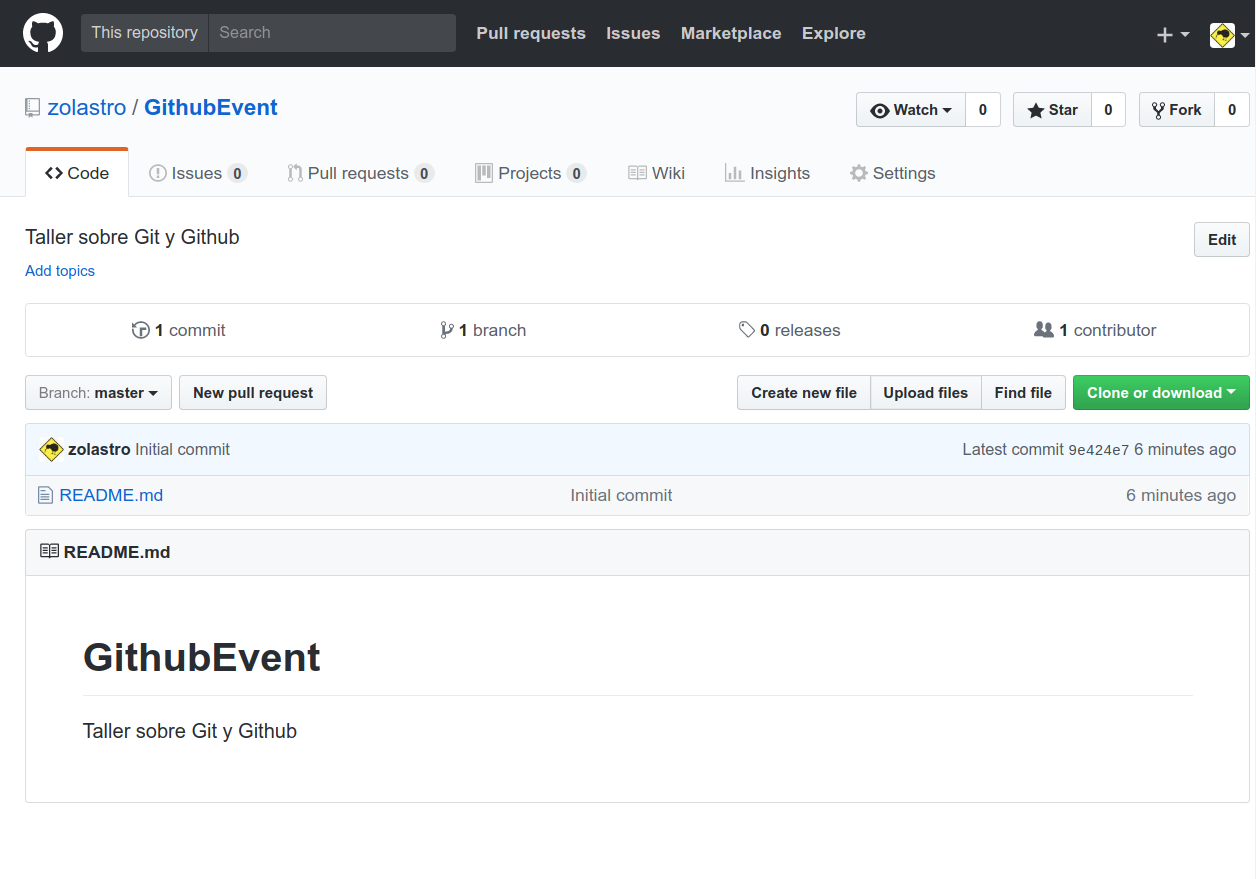 This repository Search Pull requests Issues Marketplace Explore
zolastro / GithubEvent Watch 0 Star 0 Fork 0
Code Issues 0 Pull requests 0 Projects 0 Wiki Insights Settings
Taller sobre Git y Github Edit
Add topics
1 commit 1 branch 0 releases 1 contributor
Branch: master New pull request Create new file Upload files Find file Clone or download
zolastro Initial commit Latest commit 9e424e7 6 minutes ago
README.md Initial commit 6 minutes ago
README.md
GithubEvent
Taller sobre Git y Github